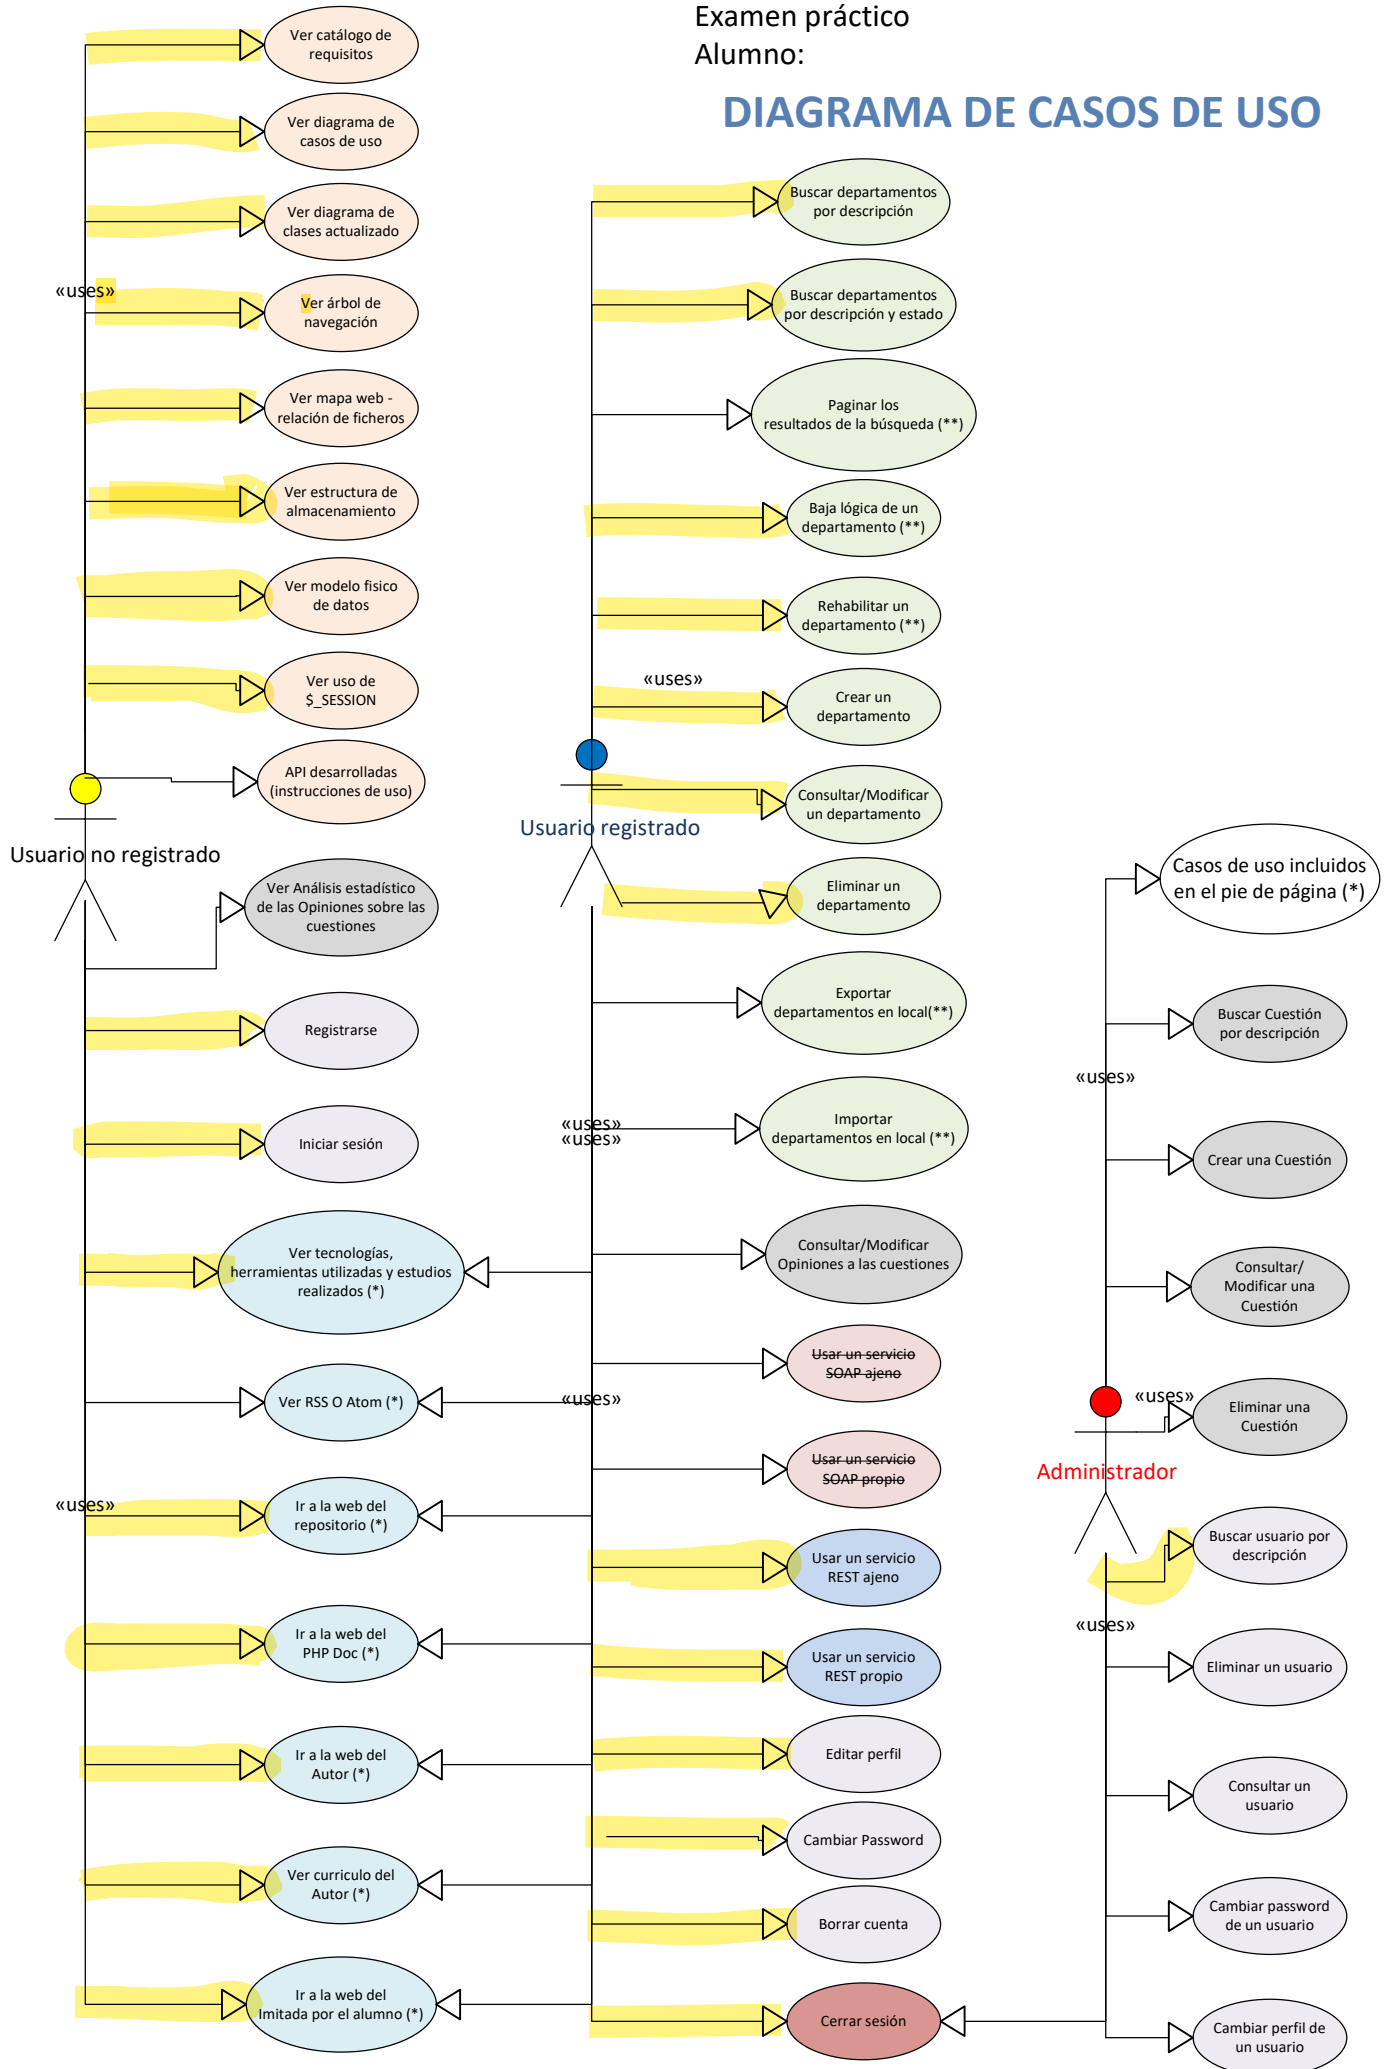 Examen práctico
Alumno:
DIAGRAMA DE CASOS DE USO
Ver catálogo de
requisitos
Ver diagrama de
casos de uso
Ver diagrama de
clases actualizado
«uses»
Ver árbol de
navegación
Ver mapa web -
relación de ficheros
Ver estructura de
almacenamiento
Ver modelo fisico
de datos
Ver uso de
$_SESSION
API desarrolladas
(instrucciones de uso)
Usuario no registrado
Ver Análisis estadístico
de las Opiniones sobre las
cuestiones
Registrarse
Iniciar sesión
Ver tecnologías,
herramientas utilizadas y estudios
realizados (*)
Ver RSS O Atom (*)
«uses»
Ir a la web del
repositorio (*)
Ir a la web del
PHP Doc (*)
Ir a la web del
Autor (*)
Ver curriculo del
Autor (*)
Ir a la web del
Imitada por el alumno (*)
Buscar departamentos
por descripción
Buscar departamentos
por descripción y estado
Paginar los
resultados de la búsqueda (**)
Baja lógica de un
departamento (**)
Rehabilitar un
departamento (**)
«uses»
Crear un
departamento
Consultar/Modificar
un departamento
Usuario registrado
Eliminar un
departamento
Exportar
departamentos en local(**)
«uses»
«uses»
Importar
departamentos en local (**)
Consultar/Modificar
Opiniones a las cuestiones
Usar un servicio
SOAP ajeno
«uses»
Usar un servicio
SOAP propio
Usar un servicio
REST ajeno
Usar un servicio
REST propio
Editar perfil
Cambiar Password
Borrar cuenta
Cerrar sesión
Casos de uso incluidos
en el pie de página (*)
Buscar Cuestión
por descripción
«uses»
Crear una Cuestión
Consultar/
Modificar una
Cuestión
«uses»
Eliminar una
Cuestión
Administrador
Buscar usuario por
descripción
«uses»
Eliminar un usuario
Consultar un
usuario
Cambiar password
de un usuario
Cambiar perfil de
un usuario